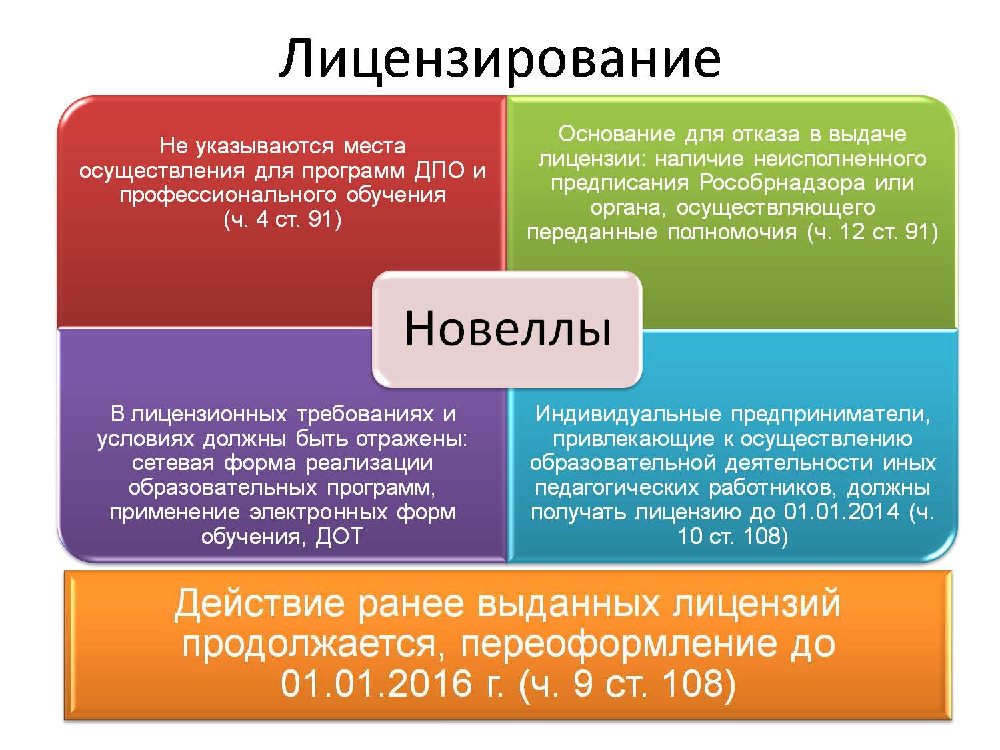 Лицензирование
Не указываются места
осуществления для программ ДПО и
профессионального обучения
(ч. 4 ст. 91)
Основание для отказа в выдаче
лицензии: наличие неисполненного
предписания Рособрнадзора или
органа, осуществляющего
переданные полномочия (ч. 12 ст. 91)
Новеллы
В лицензионных требованиях и
условиях должны быть отражены:
сетевая форма реализации
образовательных программ,
применение электронных форм
обучения, ДОТ
Индивидуальные предприниматели,
привлекающие к осуществлению
образовательной деятельности иных
педагогических работников, должны
получать лицензию до 01.01.2014 (ч.
10 ст. 108)
Действие ранее выданных лицензий
продолжается, переоформление до
01.01.2016 г. (ч. 9 ст. 108)